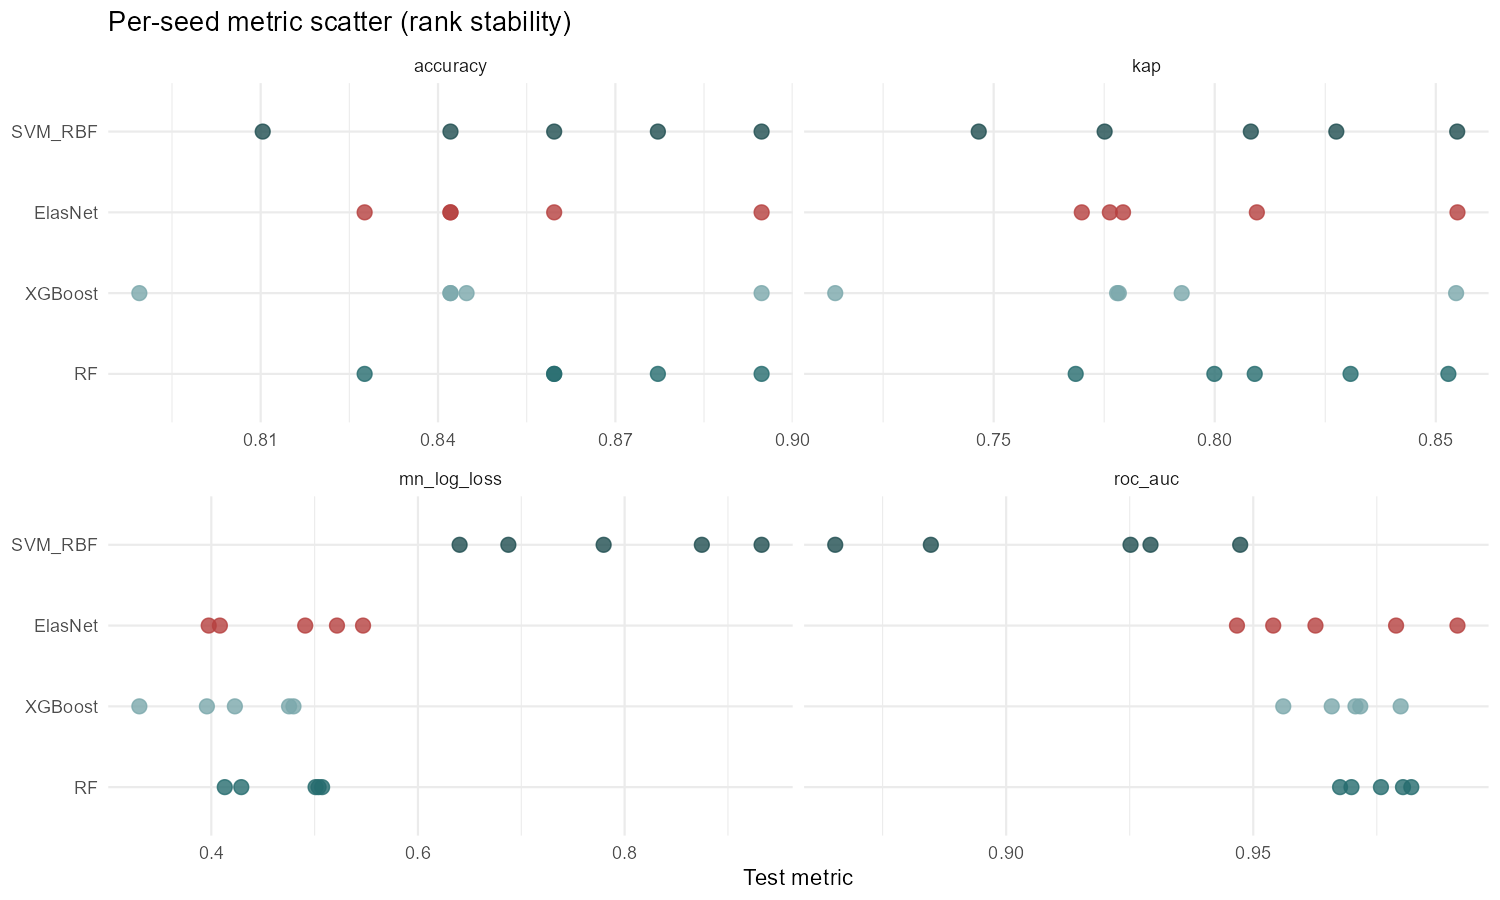 Per-seed metric scatter (rank stability)
accuracy
kap
SVM_RBF
ElasNet
XGBoost
RF
0.81 0.84 0.87 0.90
0.75 0.80 0.85
mn_log_loss
roc_auc
SVM_RBF
ElasNet
XGBoost
RF
0.4 0.6 0.8
0.90 0.95
Test metric